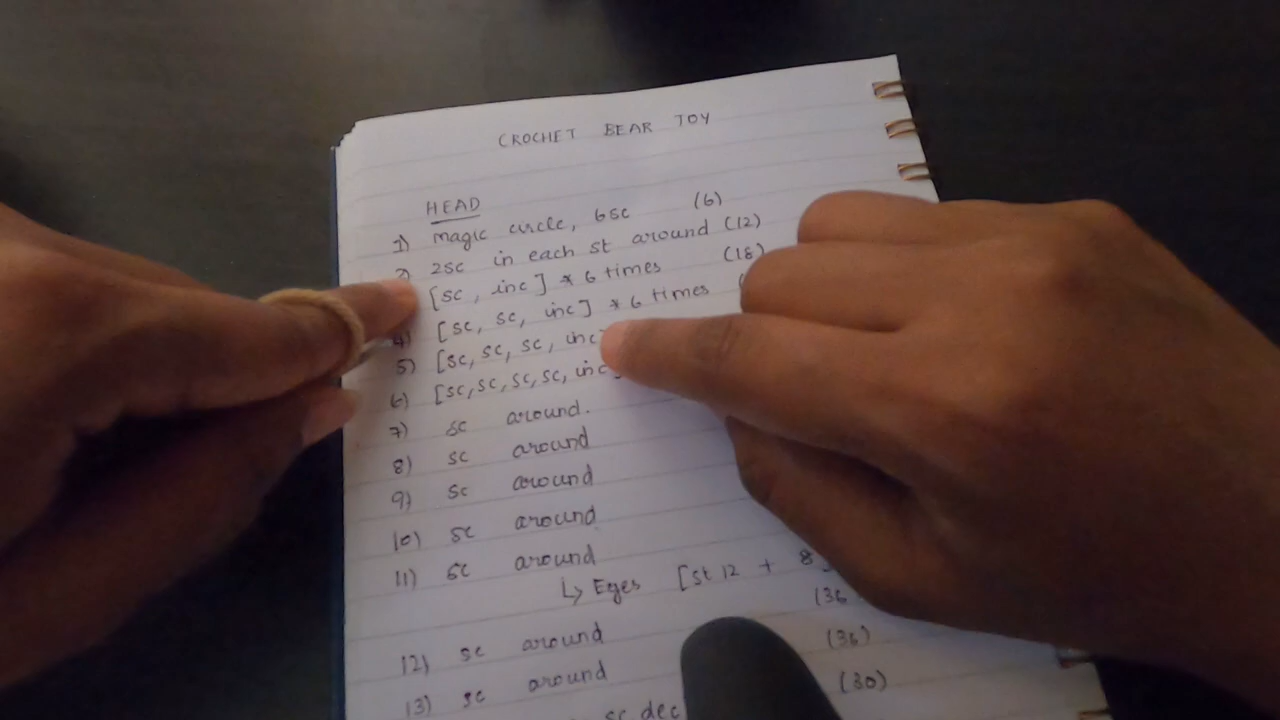 CROCHET BEAR TOY
HEAD
1) magic circle, 6sc (6)
2) 2sc in each st around (12)
[sc, inc] * 6 times (18)
4) [sc, sc, inc] * 6 times (
5) [sc, sc, sc, inc]
6) [sc, sc, sc, sc, inc]
7) sc around.
8) sc around
9) sc around
10) sc around
11) sc around
↳ Eyes [st 12 + 8
(36
12) sc around (36)
13) sc around (30)
sc dec